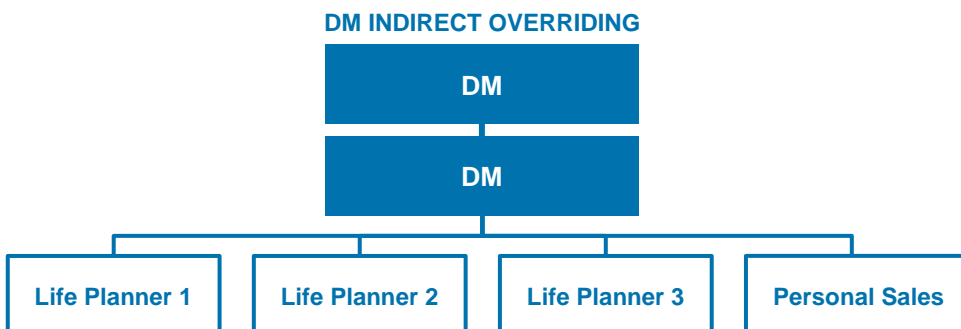 DM INDIRECT OVERRIDING
DM
DM
Life Planner 1
Life Planner 2
Life Planner 3
Personal Sales